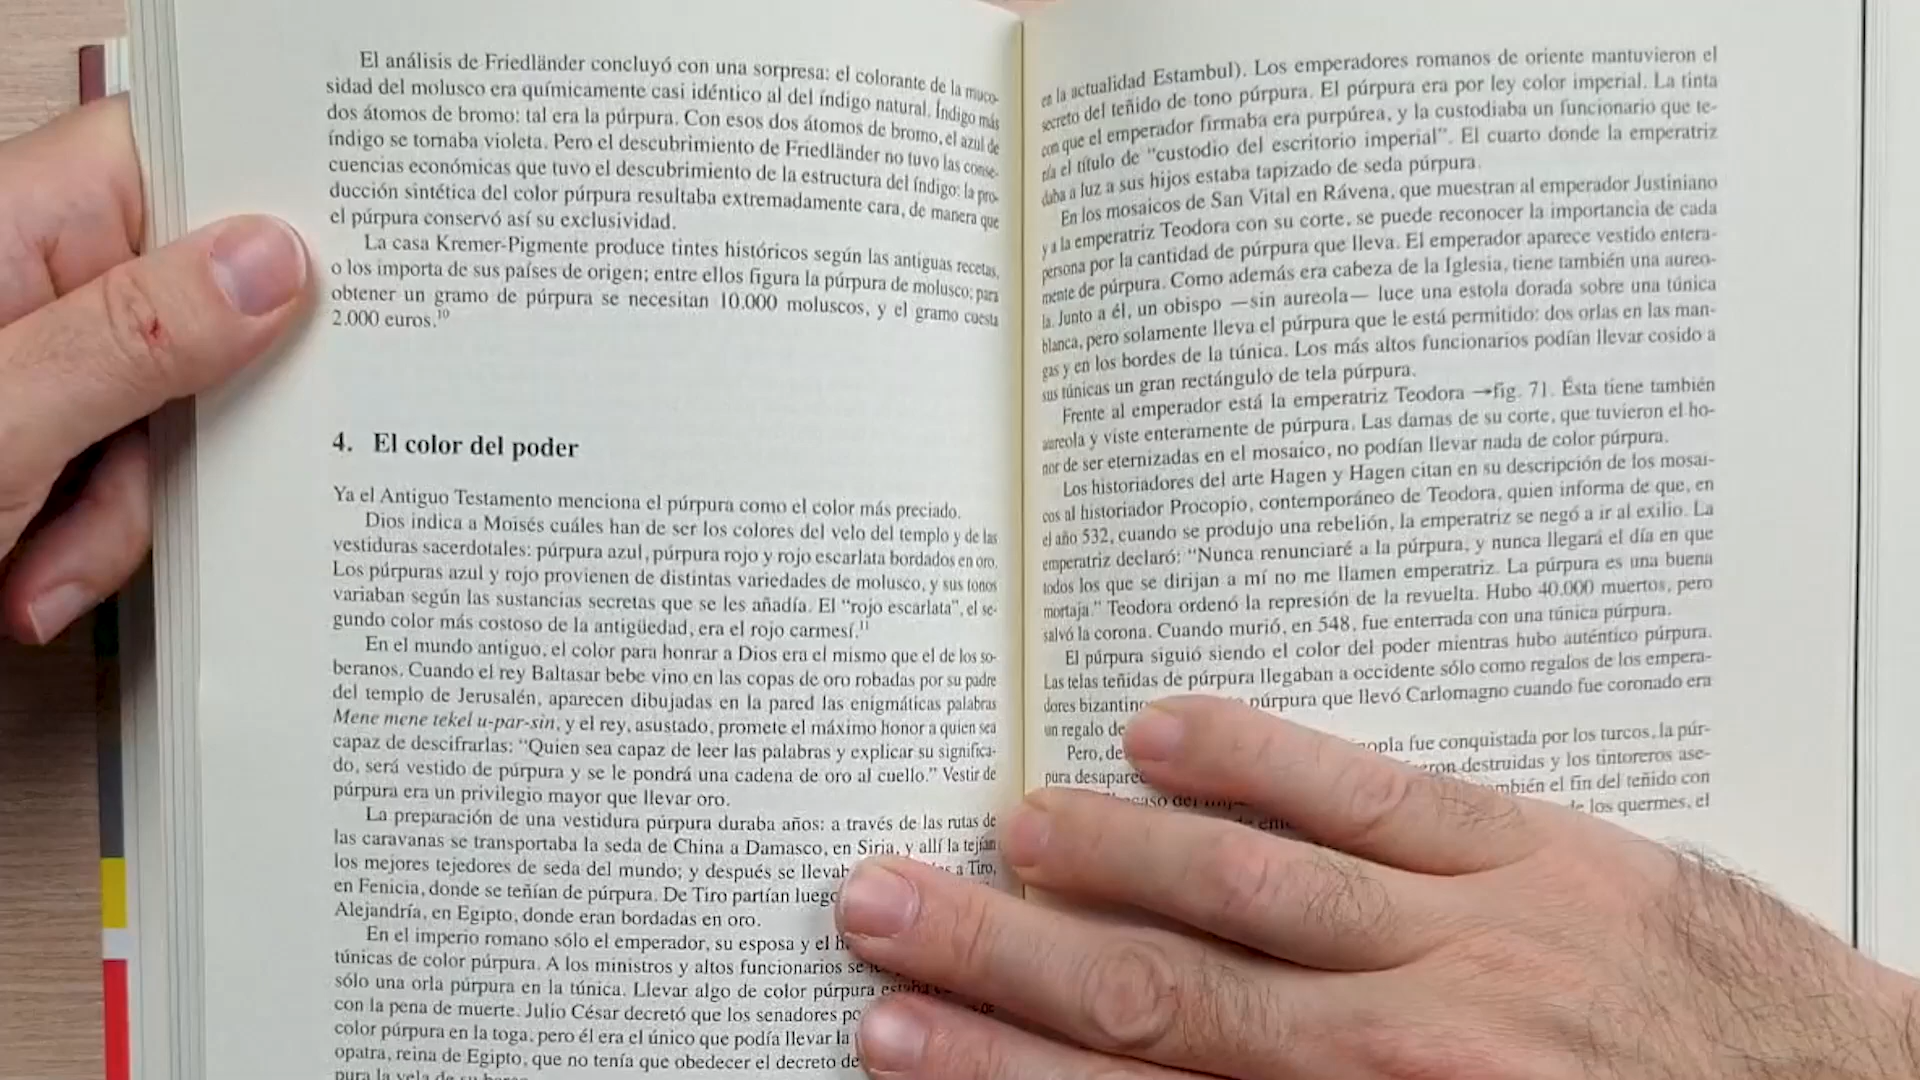 El análisis de Friedländer concluyó con una sorpresa: el colorante de la muco-
sidad del molusco era químicamente casi idéntico al del índigo natural. Índigo más
dos átomos de bromo: tal era la púrpura. Con esos dos átomos de bromo, el azul de
índigo se tornaba violeta. Pero el descubrimiento de Friedländer no tuvo las conse-
cuencias económicas que tuvo el descubrimiento de la estructura del índigo: la pro-
ducción sintética del color púrpura resultaba extremadamente cara, de manera que
el púrpura conservó así su exclusividad.
La casa Kremer-Pigmente produce tintes históricos según las antiguas recetas,
o los importa de sus países de origen; entre ellos figura la púrpura de molusco; para
obtener un gramo de púrpura se necesitan 10.000 moluscos, y el gramo cuesta
2.000 euros.10
4. El color del poder
Ya el Antiguo Testamento menciona el púrpura como el color más preciado.
Dios indica a Moisés cuáles han de ser los colores del velo del templo y de las
vestiduras sacerdotales: púrpura azul, púrpura rojo y rojo escarlata bordados en oro.
Los púrpuras azul y rojo provienen de distintas variedades de molusco, y sus tonos
variaban según las sustancias secretas que se les añadía. El “rojo escarlata”, el se-
gundo color más costoso de la antigüedad, era el rojo carmesí.11
En el mundo antiguo, el color para honrar a Dios era el mismo que el de los so-
beranos. Cuando el rey Baltasar bebe vino en las copas de oro robadas por su padre
del templo de Jerusalén, aparecen dibujadas en la pared las enigmáticas palabras
Mene mene tekel u-par-sin, y el rey, asustado, promete el máximo honor a quien sea
capaz de descifrarlas: “Quien sea capaz de leer las palabras y explicar su significa-
do, será vestido de púrpura y se le pondrá una cadena de oro al cuello.” Vestir de
púrpura era un privilegio mayor que llevar oro.
La preparación de una vestidura púrpura duraba años: a través de las rutas de
las caravanas se transportaba la seda de China a Damasco, en Siria, y allí la tejían
los mejores tejedores de seda del mundo; y después se a Tiro,
en Fenicia, donde se teñían de púrpura. De Tiro partían luego
Alejandría, en Egipto, donde eran bordadas en oro.
En el imperio romano sólo el emperador, su esposa y el
túnicas de color púrpura. A los ministros y altos funcionarios se
sólo una orla púrpura en la túnica. Llevar algo de color púrpura
con la pena de muerte. Julio César decretó que los senadores
color púrpura en la toga, pero él era el único que podía llevar la
opatra, reina de Egipto, que no tenía que obedecer el decreto de
pura la vela de su
en la actualidad Estambul). Los emperadores romanos de oriente mantuvieron el
secreto del teñido de tono púrpura. El púrpura era por ley color imperial. La tinta
con que el emperador firmaba era purpúrea, y la custodiaba un funcionario que te-
nía el título de “custodio del escritorio imperial”. El cuarto donde la emperatriz
daba a luz a sus hijos estaba tapizado de seda púrpura.
En los mosaicos de San Vital en Rávena, que muestran al emperador Justiniano
y a la emperatriz Teodora con su corte, se puede reconocer la importancia de cada
persona por la cantidad de púrpura que lleva. El emperador aparece vestido entera-
mente de púrpura. Como además era cabeza de la Iglesia, tiene también una aureo-
la. Junto a él, un obispo —sin aureola— luce una estola dorada sobre una túnica
blanca, pero solamente lleva el púrpura que le está permitido: dos orlas en las man-
gas y en los bordes de la túnica. Los más altos funcionarios podían llevar cosido a
sus túnicas un gran rectángulo de tela púrpura.
Frente al emperador está la emperatriz Teodora →fig. 71. Ésta tiene también
aureola y viste enteramente de púrpura. Las damas de su corte, que tuvieron el ho-
nor de ser eternizadas en el mosaico, no podían llevar nada de color púrpura.
Los historiadores del arte Hagen y Hagen citan en su descripción de los mosai-
cos al historiador Procopio, contemporáneo de Teodora, quien informa de que, en
el año 532, cuando se produjo una rebelión, la emperatriz se negó a ir al exilio. La
emperatriz declaró: “Nunca renunciaré a la púrpura, y nunca llegará el día en que
todos los que se dirijan a mí no me llamen emperatriz. La púrpura es una buena
mortaja.” Teodora ordenó la represión de la revuelta. Hubo 40.000 muertos, pero
salvó la corona. Cuando murió, en 548, fue enterrada con una túnica púrpura.
El púrpura siguió siendo el color del poder mientras hubo auténtico púrpura.
Las telas teñidas de púrpura llegaban a occidente sólo como regalos de los empera-
dores púrpura que llevó Carlomagno cuando fue coronado era
un regalo de
Pero, fue conquistada por los turcos, la púr-
pura destruidas y los tintoreros ase-
el fin del teñido con
los quermes, el